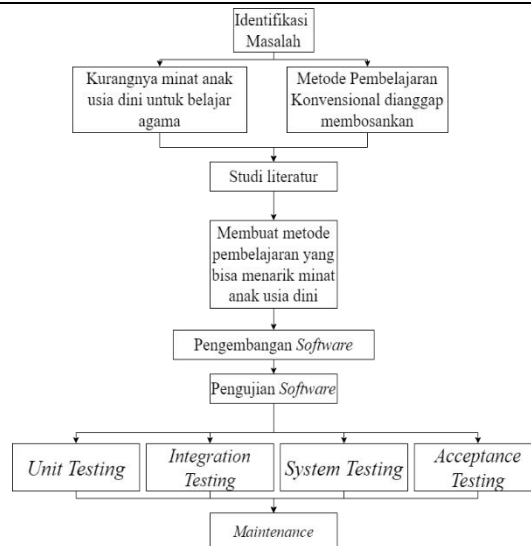 Identifikasi
Masalah
Kurangnya minat anak
usia dini untuk belajar
agama
Metode Pembelajaran
Konvensional dianggap
membosankan
Studi literatur
Membuat metode
pembelajaran yang
bisa menarik minat
anak usia dini
Pengembangan Software
Pengujian Software
Unit Testing
Integration
Testing
System Testing
Acceptance
Testing
Maintenance